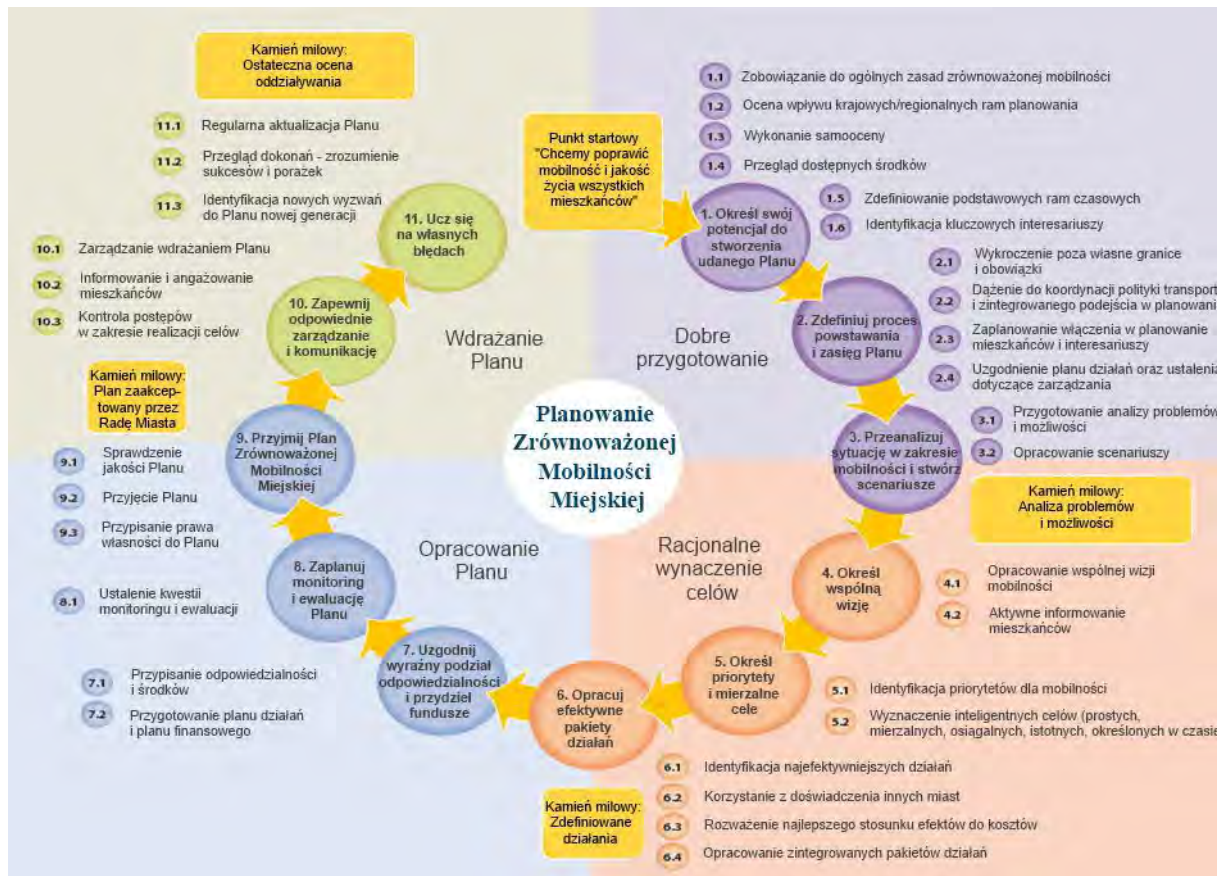 Punkt startowy
"Chcemy poprawić
mobilność i jakość
życia wszystkich
mieszkańców"
1. Określ swój
potencjał do
stworzenia
udanego Planu
1.1 Zobowiązanie do ogólnych zasad zrównoważonej mobilności
1.2 Ocena wpływu krajowych/regionalnych ram planowania
1.3 Wykonanie samooceny
1.4 Przegląd dostępnych środków
1.5 Zdefiniowanie podstawowych ram czasowych
1.6 Identyfikacja kluczowych interesariuszy
2. Zdefiniuj proces
powstawania
i zasięg Planu
2.1 Wykroczenie poza własne granice
i obowiązki
2.2 Dążenie do koordynacji polityki transport
i zintegrowanego podejścia w planowani
2.3 Zaplanowanie włączenia w planowanie
mieszkańców i interesariuszy
2.4 Uzgodnienie planu działań oraz ustalenia
dotyczące zarządzania
3. Przeanalizuj
sytuację w zakresie
mobilności i stwórz
scenariusze
3.1 Przygotowanie analizy problemów
i możliwości
3.2 Opracowanie scenariuszy
Kamień milowy:
Analiza problemów
i możliwości
Dobre
przygotowanie
4. Określ
wspólną
wizję
4.1 Opracowanie wspólnej wizji
mobilności
4.2 Aktywne informowanie
mieszkańców
5. Określ
priorytety
i mierzalne
cele
5.1 Identyfikacja priorytetów dla mobilności
5.2 Wyznaczenie inteligentnych celów (prostych,
mierzalnych, osiągalnych, istotnych, określonych w czasie
6. Opracuj
efektywne
pakiety
działań
6.1 Identyfikacja najefektywniejszych działań
6.2 Korzystanie z doświadczenia innych miast
6.3 Rozważenie najlepszego stosunku efektów do kosztów
6.4 Opracowanie zintegrowanych pakietów działań
Kamień milowy:
Zdefiniowane
działania
Racjonalne
wynaczenie
celów
7. Uzgodnij
wyraźny podział
odpowiedzialności
i przydziel
fundusze
7.1 Przypisanie odpowiedzialności
i środków
7.2 Przygotowanie planu działań
i planu finansowego
8. Zaplanuj
monitoring
i ewaluację
Planu
8.1 Ustalenie kwestii
monitoringu i ewaluacji
9. Przyjmij Plan
Zrównoważonej
Mobilności
Miejskiej
9.1 Sprawdzenie
jakości Planu
9.2 Przyjęcie Planu
9.3 Przypisanie prawa
własności do Planu
Kamień milowy:
Plan zaakcep-
towany przez
Radę Miasta
Opracowanie
Planu
10. Zapewnij
odpowiednie
zarządzanie
i komunikację
10.1 Zarządzanie wdrażaniem Planu
10.2 Informowanie i angażowanie
mieszkańców
10.3 Kontrola postępów
w zakresie realizacji celów
11. Ucz się
na własnych
błędach
11.1 Regularna aktualizacja Planu
11.2 Przegląd dokonań - zrozumienie
sukcesów i porażek
11.3 Identyfikacja nowych wyzwań
do Planu nowej generacji
Kamień milowy:
Ostateczna ocena
oddziaływania
Wdrażanie
Planu
Planowanie
Zrównoważonej
Mobilności
Miejskiej